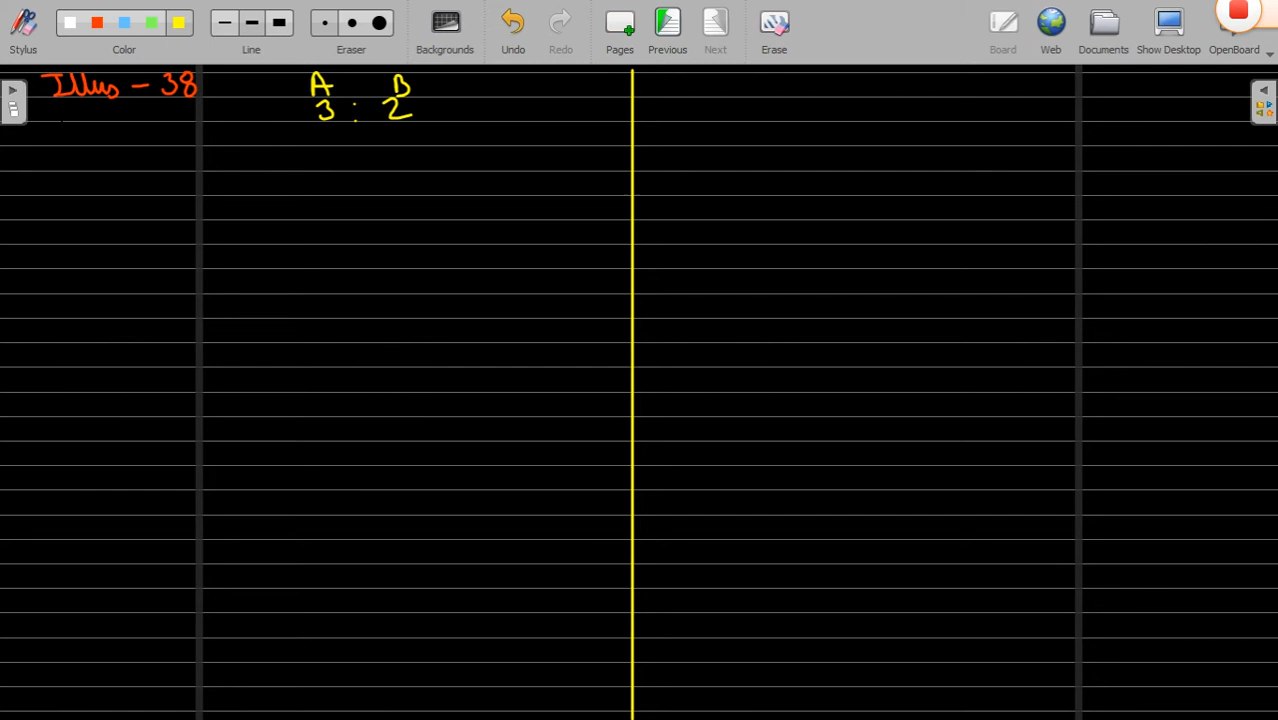 Stylus
Color
Line
Eraser
Backgrounds
Undo
Redo
Pages
Previous
Next
Erase
Board
Web
Documents
Show Desktop
OpenBoard
Illus - 38
A B
3 : 2